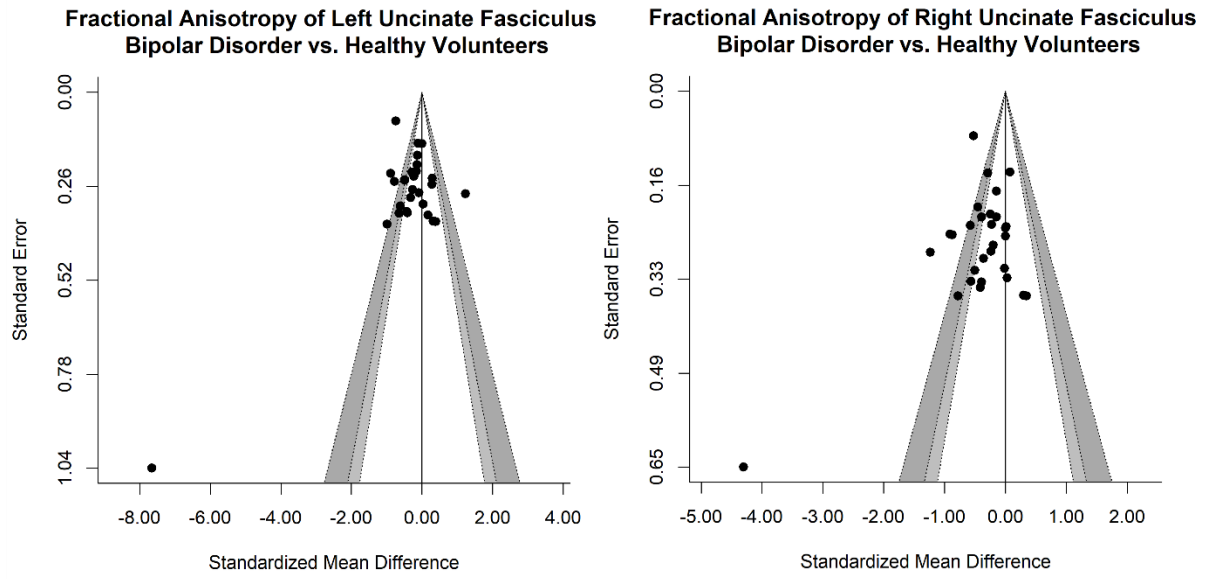 Fractional Anisotropy of Left Uncinate Fasciculus
Bipolar Disorder vs. Healthy Volunteers
Standard Error
0.00
0.26
0.52
0.78
1.04
-8.00 -6.00 -4.00 -2.00 0.00 2.00 4.00
Standardized Mean Difference
Fractional Anisotropy of Right Uncinate Fasciculus
Bipolar Disorder vs. Healthy Volunteers
Standard Error
0.00
0.16
0.33
0.49
0.65
-5.00 -4.00 -3.00 -2.00 -1.00 0.00 1.00 2.00
Standardized Mean Difference